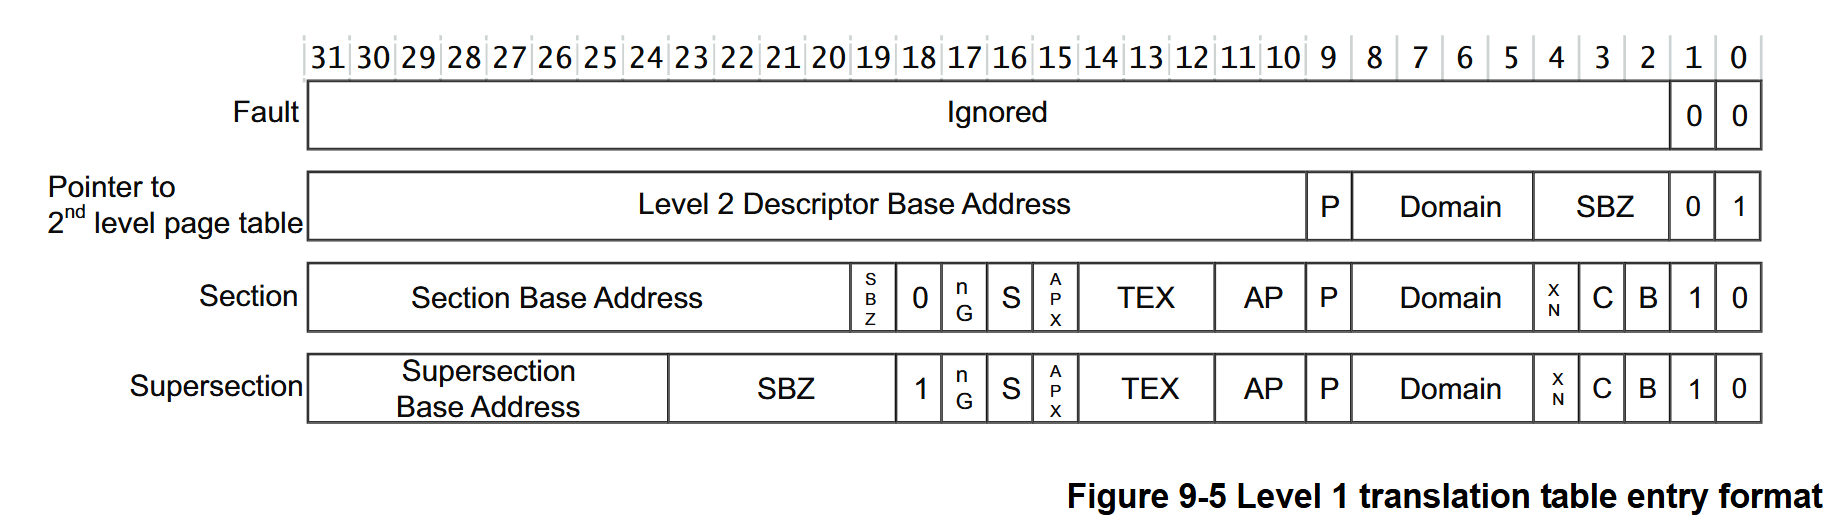 31 30 29 28 27 26 25 24 23 22 21 20 19 18 17 16 15 14 13 12 11 10 9 8 7 6 5 4 3 2 1 0
Fault Ignored 0 0
Pointer to
2nd level page table Level 2 Descriptor Base Address P Domain SBZ 0 1
Section Section Base Address SBZ 0 nG S APX TEX AP P Domain XN C B 1 0
Supersection Supersection
Base Address SBZ 1 nG S APX TEX AP P Domain XN C B 1 0
Figure 9-5 Level 1 translation table entry format